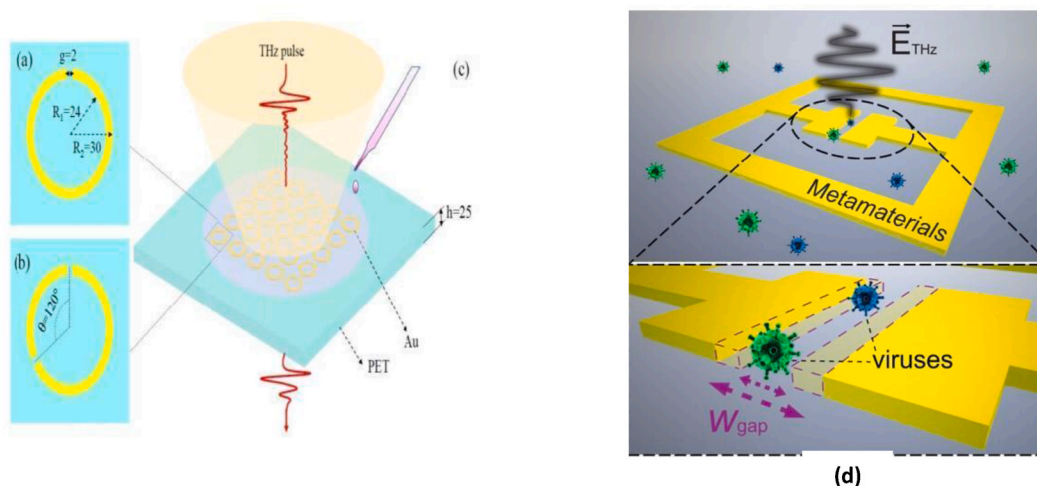 (a)
g=2
R₁=24
R₂=30
(b)
θ=120°
THz pulse
(c)
h=25
Au
PET
E⃗THz
Metamaterials
viruses
Wgap
(d)